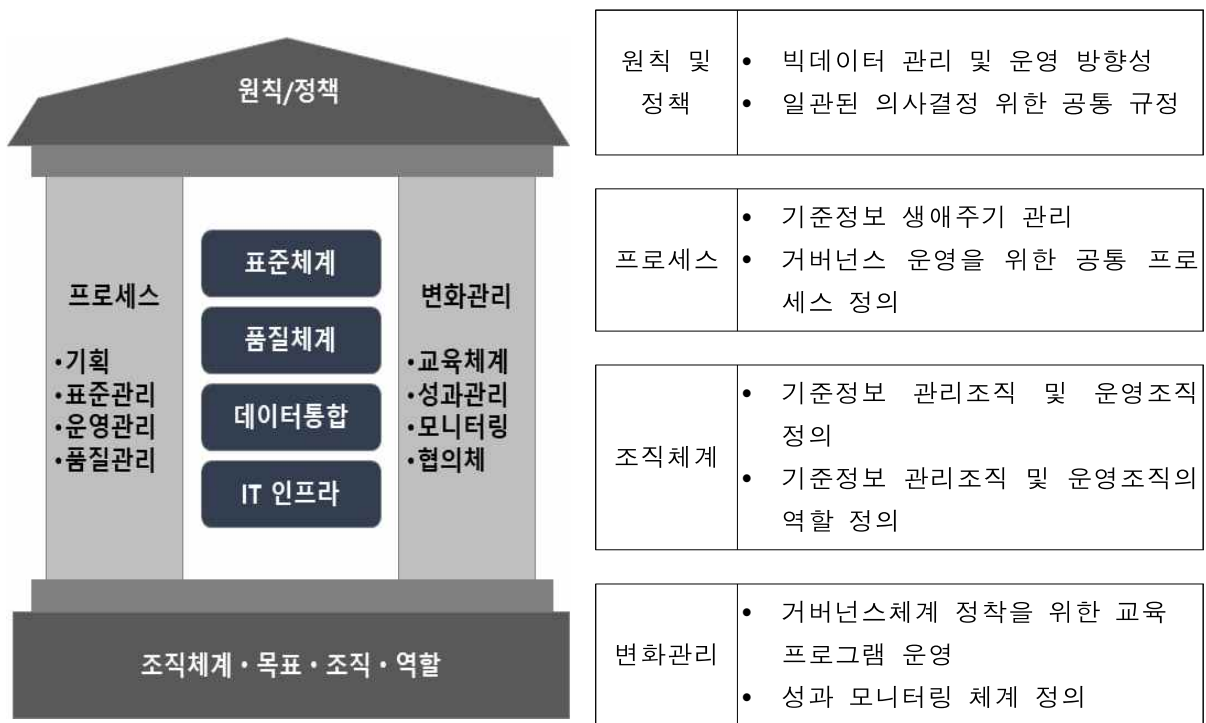 원칙/정책
프로세스
•기획
•표준관리
•운영관리
•품질관리
표준체계
품질체계
데이터통합
IT 인프라
변화관리
•교육체계
•성과관리
•모니터링
•협의체
조직체계 • 목표 • 조직 • 역할
원칙 및
정책
• 빅데이터 관리 및 운영 방향성
• 일관된 의사결정 위한 공통 규정
프로세스
• 기준정보 생애주기 관리
• 거버넌스 운영을 위한 공통 프로
세스 정의
조직체계
• 기준정보 관리조직 및 운영조직
정의
• 기준정보 관리조직 및 운영조직의
역할 정의
변화관리
• 거버넌스체계 정착을 위한 교육
프로그램 운영
• 성과 모니터링 체계 정의